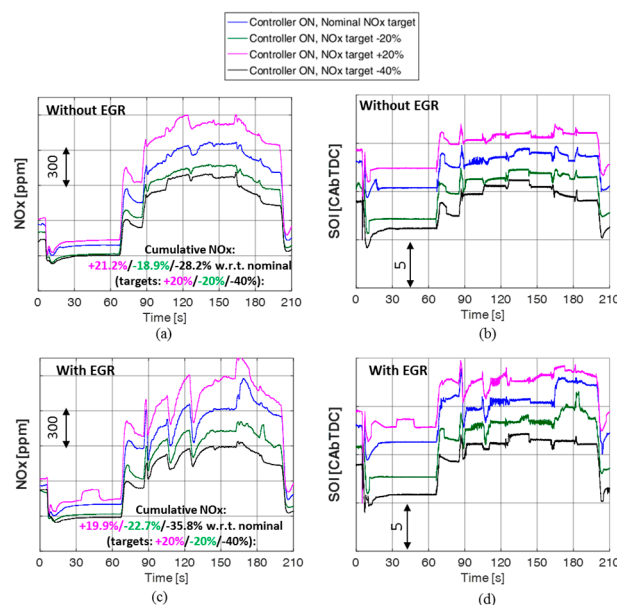 Controller ON, Nominal NOx target
Controller ON, NOx target -20%
Controller ON, NOx target +20%
Controller ON, NOx target -40%
Without EGR
300
NOx [ppm]
Cumulative NOx:
+21.2%/-18.9%/-28.2% w.r.t. nominal
(targets: +20%/-20%/-40%):
0 30 60 90 120 150 180 210
Time [s]
(a)
Without EGR
SOI [CAbTDC]
5
0 30 60 90 120 150 180 210
Time [s]
(b)
With EGR
300
NOx [ppm]
Cumulative NOx:
+19.9%/-22.7%/-35.8% w.r.t. nominal
(targets: +20%/-20%/-40%):
0 30 60 90 120 150 180 210
Time [s]
(c)
With EGR
SOI [CAbTDC]
5
0 30 60 90 120 150 180 210
Time [s]
(d)